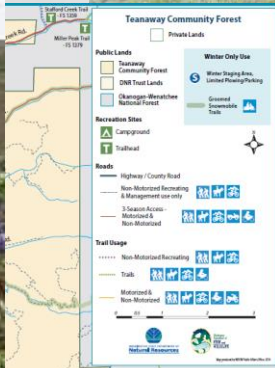 Stafford Creek Trail
- FS 1359
Creek Rd.
Miller Peak Trail
- FS 1379
Teanaway Community Forest
Private Lands
Public Lands
Teanaway
Community Forest
DNR Trust Lands
Okanogan-Wenatchee
National Forest
Winter Only Use
Winter Staging Area,
Limited Plowing/Parking
Groomed
Snowmobile
Trails
Recreation Sites
Campground
Trailhead
Roads
Highway / County Road
Non-Motorized Recreating
& Management use only
3-Season Access -
Motorized &
Non-Motorized
Trail Usage
Non-Motorized Recreating
Trails
Motorized &
Non-Motorized
Natural Resources